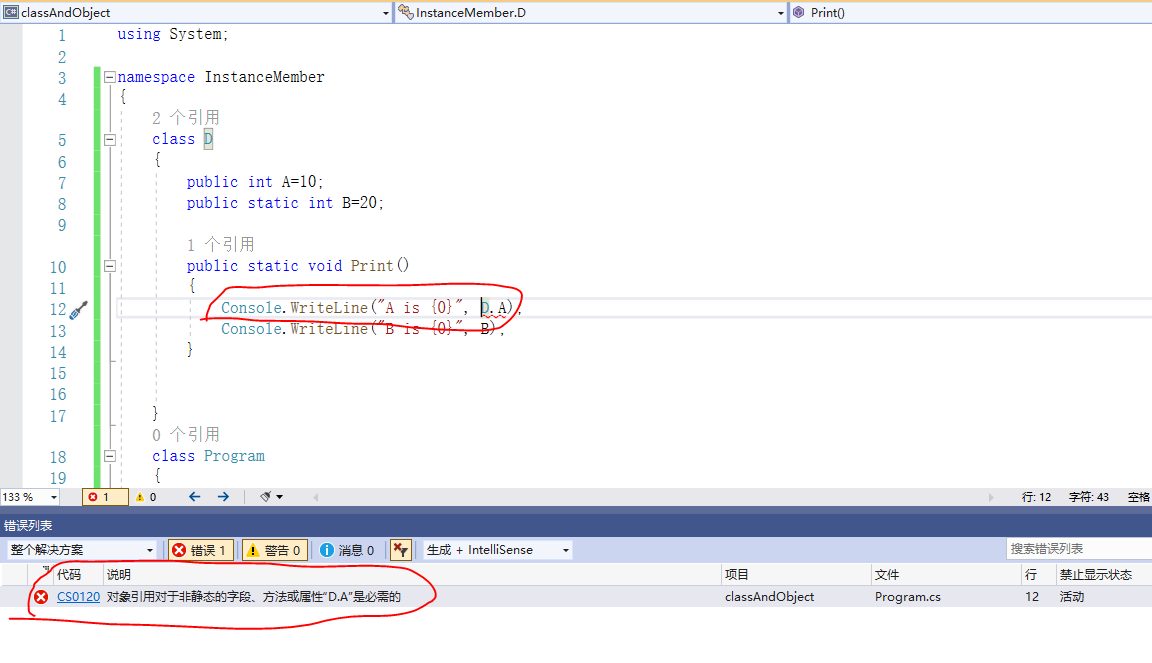 classAndObject InstanceMember.D Print()
1 using System;
2
3 namespace InstanceMember
4 {
2 个引用
5 class D
6 {
7 public int A=10;
8 public static int B=20;
9
1 个引用
10 public static void Print()
11 {
12 Console.WriteLine("A is {0}", D.A);
13 Console.WriteLine("B is {0}", B);
14 }
15
16
17 }
0 个引用
18 class Program
19 {
133 % 1 0 行: 12 字符: 43 空格
错误列表
整个解决方案 错误 1 警告 0 消息 0 生成 + IntelliSense 搜索错误列表
代码 说明 项目 文件 行 禁止显示状态
CS0120 对象引用对于非静态的字段、方法或属性“D.A”是必需的 classAndObject Program.cs 12 活动